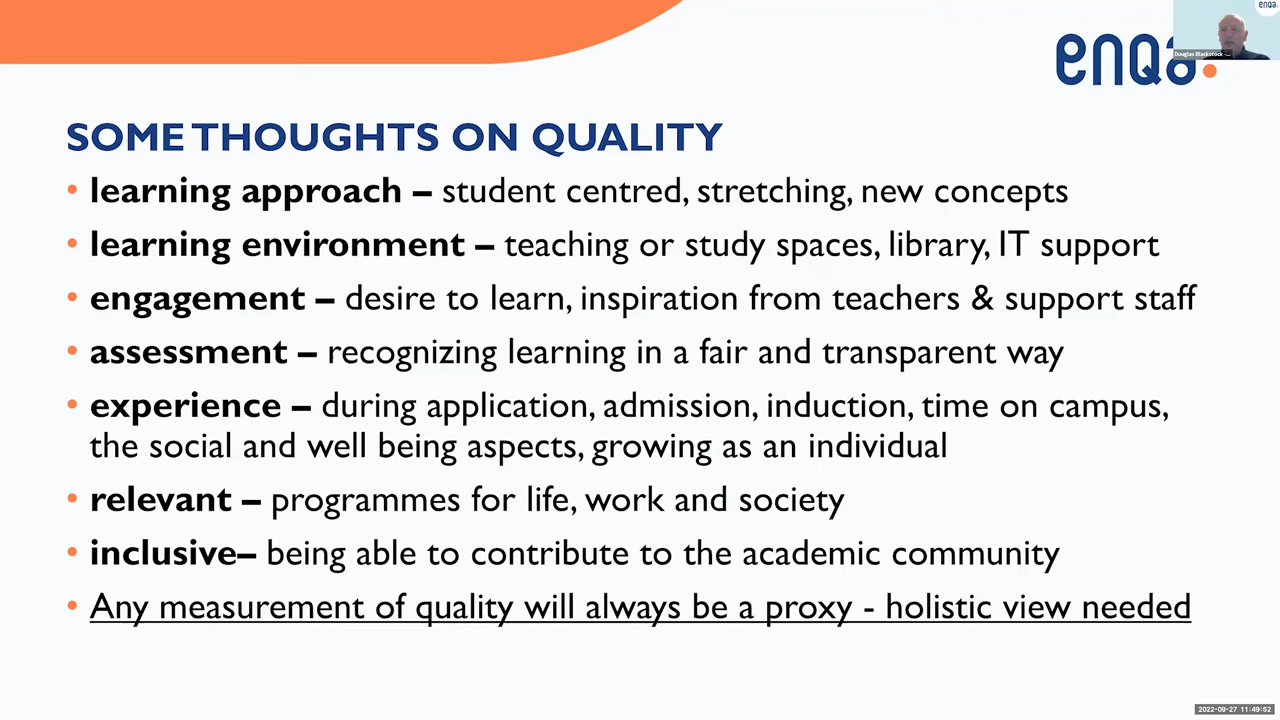 enqa.
enqa.
Douglas Blackstock -...
SOME THOUGHTS ON QUALITY
• learning approach – student centred, stretching, new concepts
• learning environment – teaching or study spaces, library, IT support
• engagement – desire to learn, inspiration from teachers & support staff
• assessment – recognizing learning in a fair and transparent way
• experience – during application, admission, induction, time on campus,
the social and well being aspects, growing as an individual
• relevant – programmes for life, work and society
• inclusive– being able to contribute to the academic community
• Any measurement of quality will always be a proxy - holistic view needed
2022-09-27 11:49:52